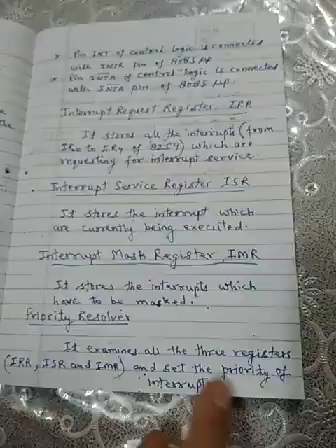 > Pin INT of control logic is connected
with INTR pin of 8085 μp
> Pin INTA of control logic is connected
with INTA pin of 8085 μp.
Interrupt Request Register IRR
It stores all the interrupts (from
IR0 to IR7 of 8259) which are
requesting for interrupt service.
Interrupt Service Register ISR
It stores the interrupt which
are currently being executed.
Interrupt Mask Register IMR
It stores the interrupts which
have to be masked.
Priority Resolver
It examines all the three registers
(IRR, ISR and IMR) and set the priority of
interrupt